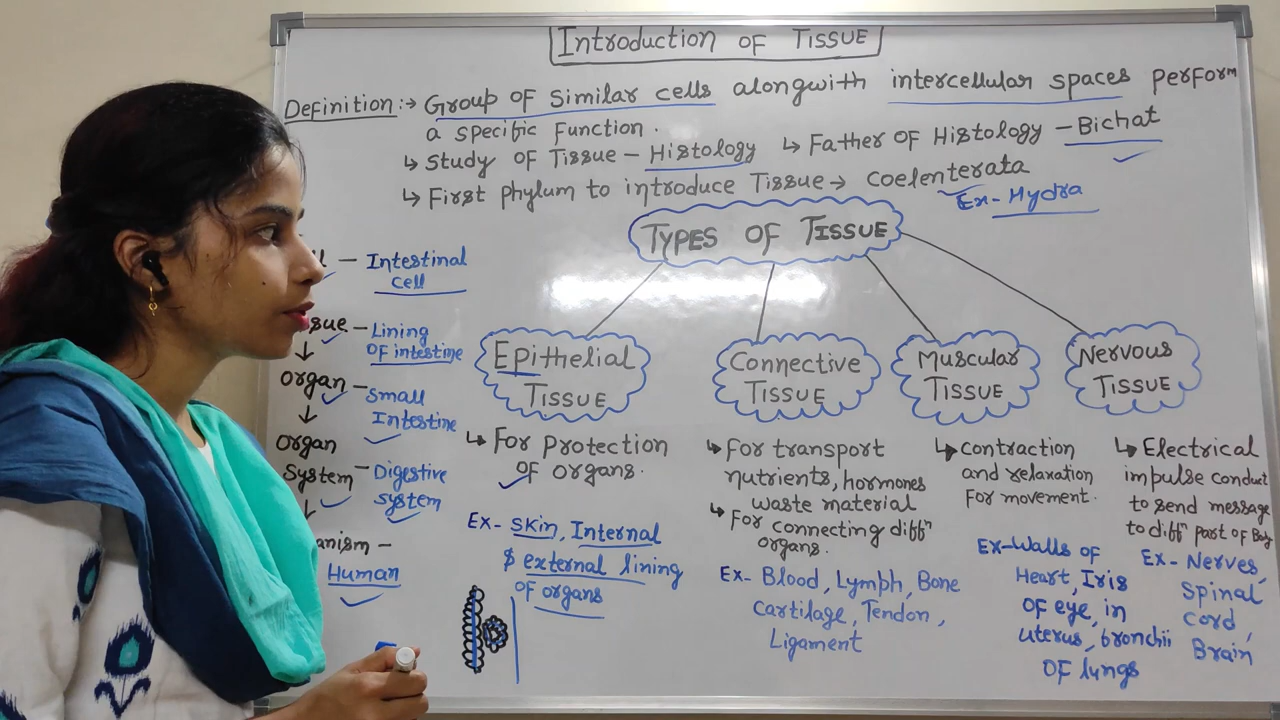 Introduction of Tissue
Definition:→ Group of similar cells alongwith intercellular spaces perform
a specific Function.
↳ Study of Tissue – Histology ↳ Father of Histology – Bichat
↳ First phylum to introduce Tissue → coelenterata
Ex- Hydra
Types of Tissue
– Intestinal
cell
– Lining
of intestine
↓
organ – Small
Intestine
↓
organ
System – Digestive
system
↓
Human
Epithelial
Tissue
↳ For protection
of organs.
Ex- Skin, Internal
& external lining
of organs
Connective
Tissue
↳ For transport
nutrients, hormones
waste material
↳ For connecting diffⁿ
organs.
Ex- Blood, Lymph, Bone
Cartilage, Tendon,
Ligament
Muscular
Tissue
↳ contraction
and relaxation
For movement.
Ex-Walls of
Heart, Iris
of eye, in
uterus, bronchii
of lungs
Nervous
Tissue
↳ Electrical
impulse conduct
to send message
to diffⁿ part of Body
Ex- Nerves,
Spinal
cord,
Brain